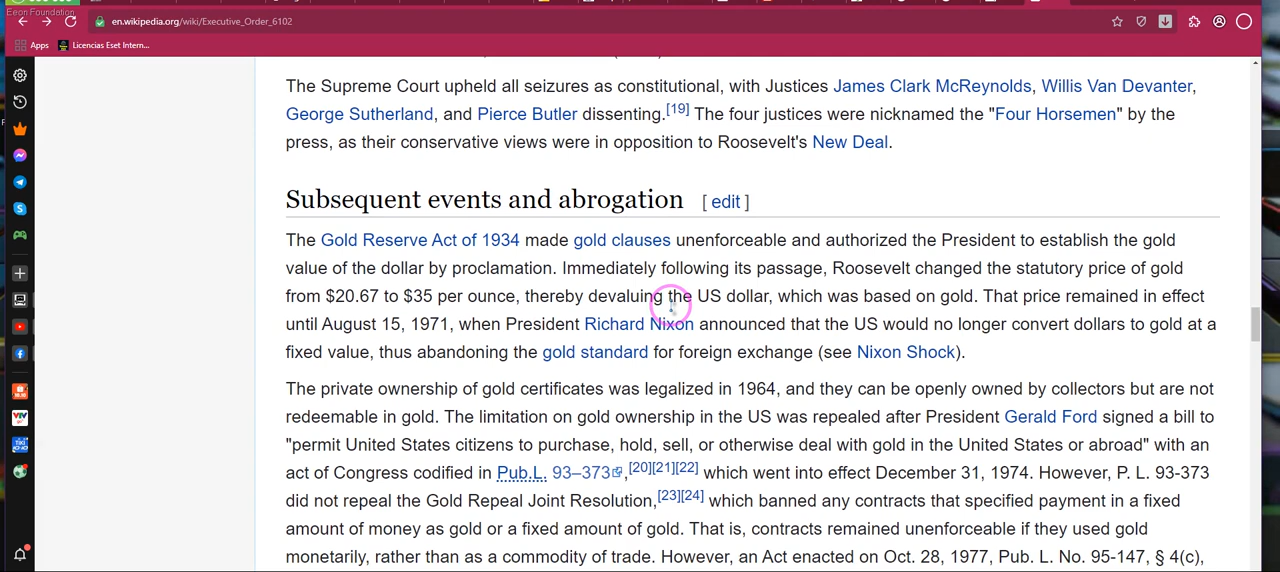 Eeon Foundation
en.wikipedia.org/wiki/Executive_Order_6102
Apps Licencias Eset Intern...
The Supreme Court upheld all seizures as constitutional, with Justices James Clark McReynolds, Willis Van Devanter,
George Sutherland, and Pierce Butler dissenting.[19] The four justices were nicknamed the "Four Horsemen" by the
press, as their conservative views were in opposition to Roosevelt's New Deal.
Subsequent events and abrogation [ edit ]
The Gold Reserve Act of 1934 made gold clauses unenforceable and authorized the President to establish the gold
value of the dollar by proclamation. Immediately following its passage, Roosevelt changed the statutory price of gold
from $20.67 to $35 per ounce, thereby devaluing the US dollar, which was based on gold. That price remained in effect
until August 15, 1971, when President Richard Nixon announced that the US would no longer convert dollars to gold at a
fixed value, thus abandoning the gold standard for foreign exchange (see Nixon Shock).
The private ownership of gold certificates was legalized in 1964, and they can be openly owned by collectors but are not
redeemable in gold. The limitation on gold ownership in the US was repealed after President Gerald Ford signed a bill to
"permit United States citizens to purchase, hold, sell, or otherwise deal with gold in the United States or abroad" with an
act of Congress codified in Pub.L. 93–373,[20][21][22] which went into effect December 31, 1974. However, P. L. 93-373
did not repeal the Gold Repeal Joint Resolution,[23][24] which banned any contracts that specified payment in a fixed
amount of money as gold or a fixed amount of gold. That is, contracts remained unenforceable if they used gold
monetarily, rather than as a commodity of trade. However, an Act enacted on Oct. 28, 1977, Pub. L. No. 95-147, § 4(c),